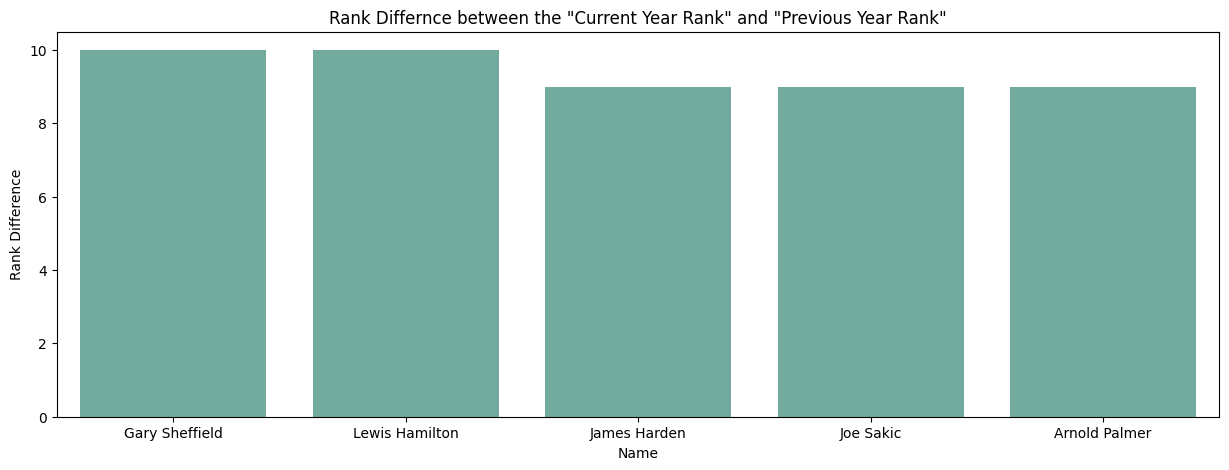 Rank Differnce between the "Current Year Rank" and "Previous Year Rank"
Rank Difference
10
8
6
4
2
0
Gary Sheffield
Lewis Hamilton
James Harden
Joe Sakic
Arnold Palmer
Name